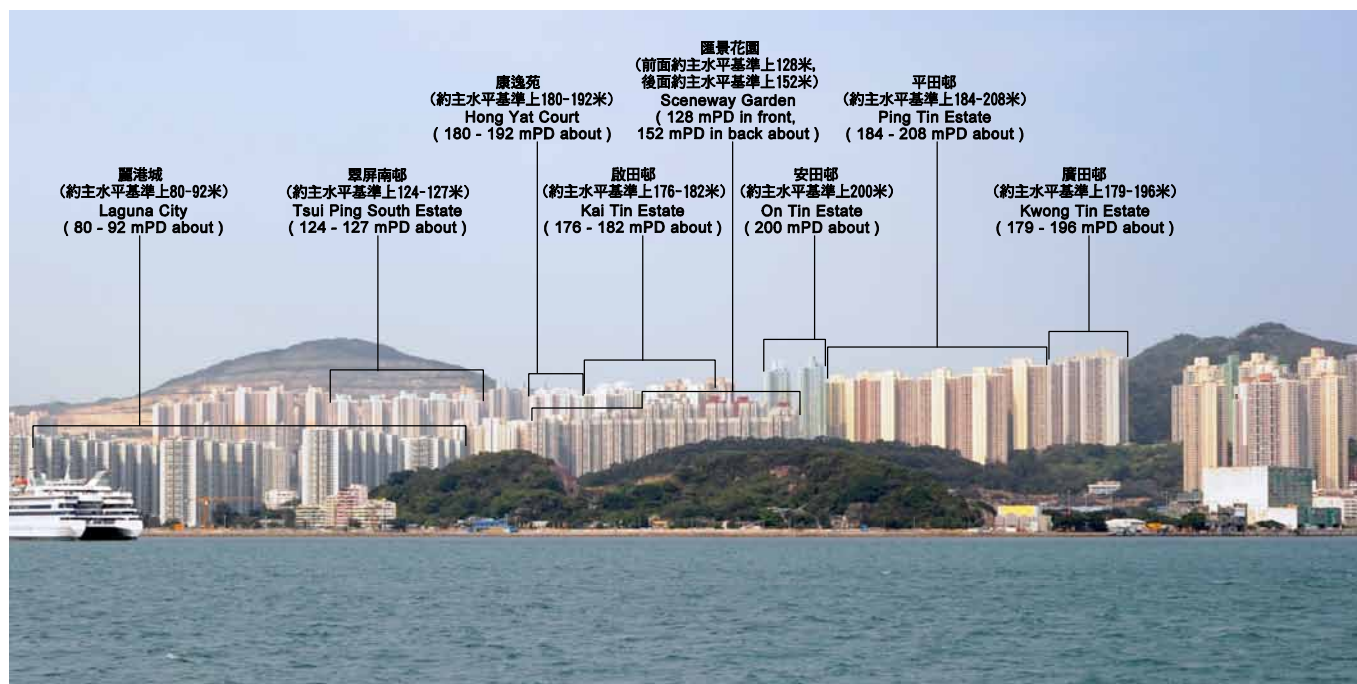 匯景花園
(前面約主水平基準上128米,
後面約主水平基準上152米)
Sceneway Garden
( 128 mPD in front,
152 mPD in back about )
康逸苑
(約主水平基準上180-192米)
Hong Yat Court
( 180 - 192 mPD about )
平田邨
(約主水平基準上184-208米)
Ping Tin Estate
( 184 - 208 mPD about )
麗港城
(約主水平基準上80-92米)
Laguna City
( 80 - 92 mPD about )
翠屏南邨
(約主水平基準上124-127米)
Tsui Ping South Estate
( 124 - 127 mPD about )
啟田邨
(約主水平基準上176-182米)
Kai Tin Estate
( 176 - 182 mPD about )
安田邨
(約主水平基準上200米)
On Tin Estate
( 200 mPD about )
廣田邨
(約主水平基準上179-196米)
Kwong Tin Estate
( 179 - 196 mPD about )